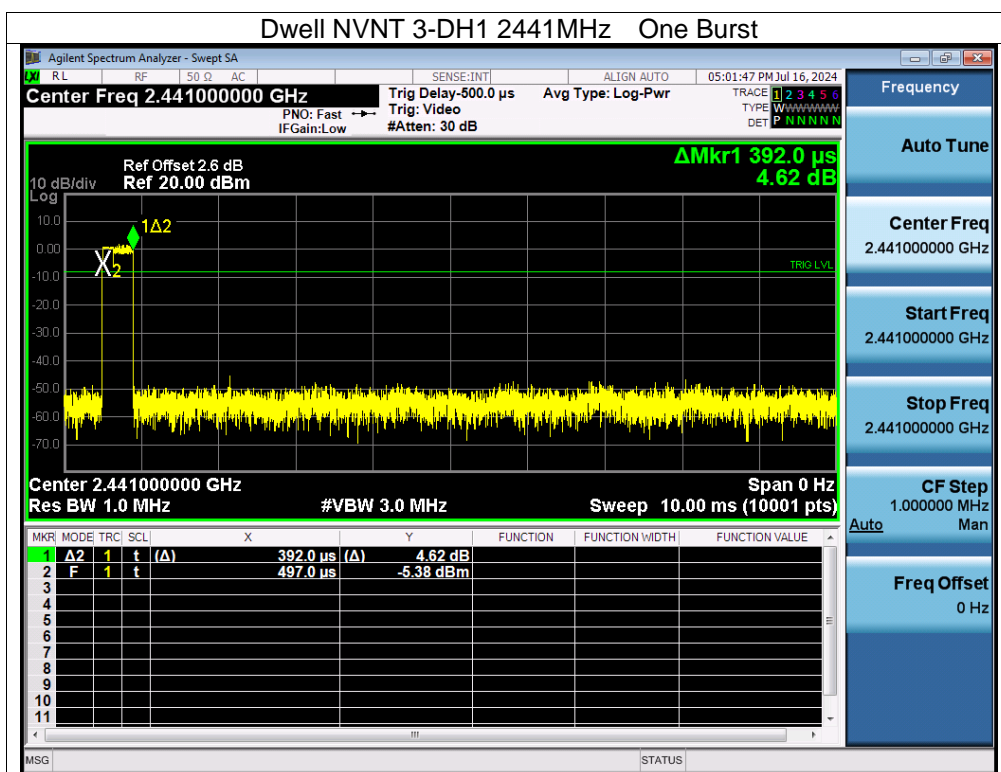 Dwell NVNT 3-DH1 2441MHz One Burst
Agilent Spectrum Analyzer - Swept SA
LXI RL RF 50 Ω AC SENSE:INT ALIGN AUTO 05:01:47 PM Jul 16, 2024
Center Freq 2.441000000 GHz Trig Delay-500.0 µs Avg Type: Log-Pwr TRACE 1 2 3 4 5 6
PNO: Fast Trig: Video TYPE WWWWWW
IFGain:Low #Atten: 30 dB DET P N N N N N
ΔMkr1 392.0 µs
4.62 dB
Ref Offset 2.6 dB
10 dB/div Ref 20.00 dBm
Log
10.0
0.00
-10.0
-20.0
-30.0
-40.0
-50.0
-60.0
-70.0
1Δ2
X2
TRIG LVL
Center 2.441000000 GHz Span 0 Hz
Res BW 1.0 MHz #VBW 3.0 MHz Sweep 10.00 ms (10001 pts)
MKR MODE TRC SCL X Y FUNCTION FUNCTION WIDTH FUNCTION VALUE
1 Δ2 1 t (Δ) 392.0 µs (Δ) 4.62 dB
2 F 1 t 497.0 µs -5.38 dBm
3
4
5
6
7
8
9
10
11
MSG STATUS
Frequency
Auto Tune
Center Freq
2.441000000 GHz
Start Freq
2.441000000 GHz
Stop Freq
2.441000000 GHz
CF Step
1.000000 MHz
Auto Man
Freq Offset
0 Hz